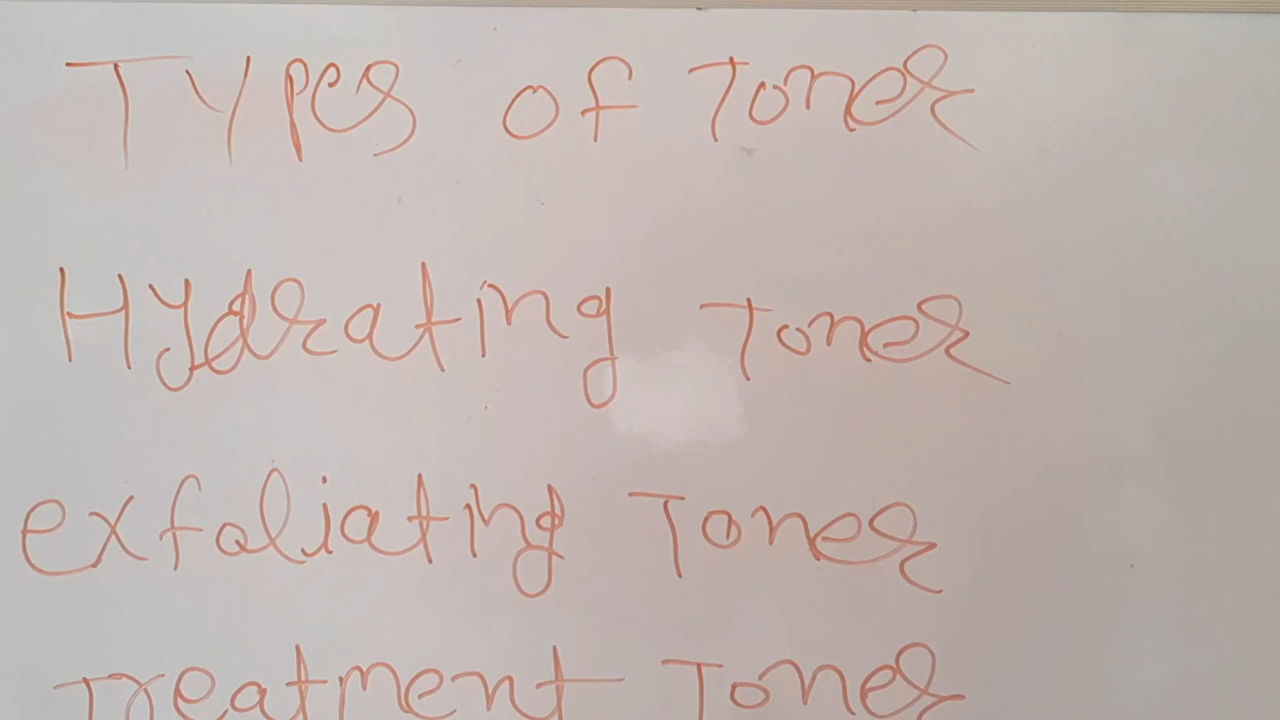 Types of Toner
Hydrating Toner
exfoliating Toner
Treatment Toner